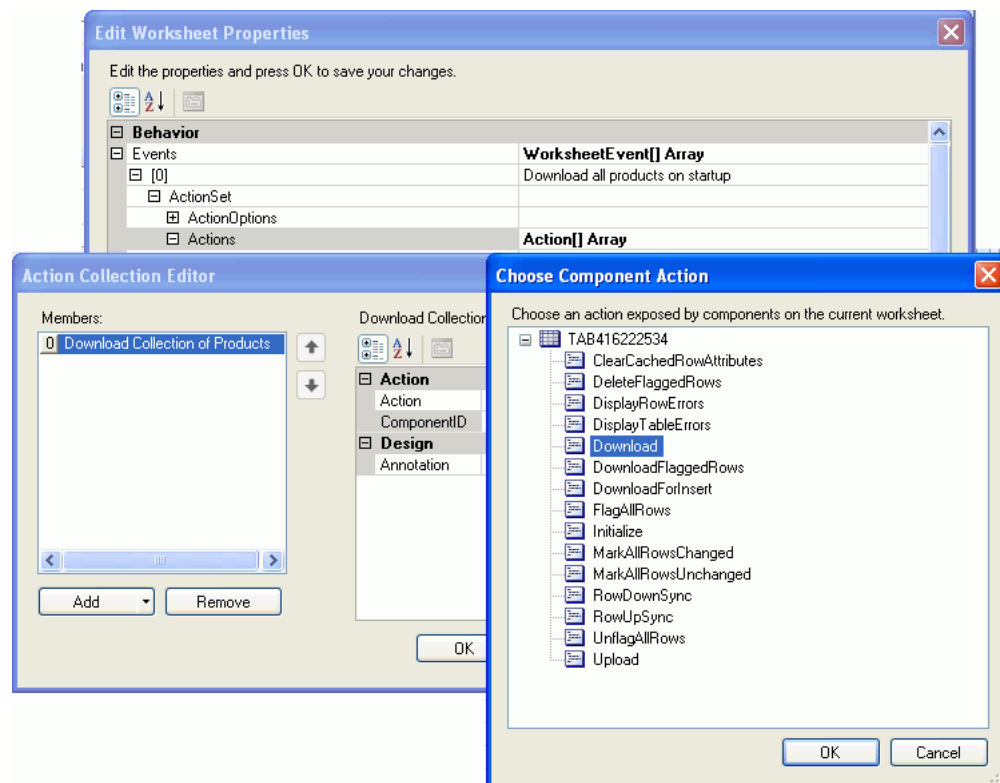 Edit Worksheet Properties
Edit the properties and press OK to save your changes.
Behavior
Events WorksheetEvent[] Array
[0] Download all products on startup
ActionSet
ActionOptions
Actions Action[] Array
Action Collection Editor
Members:
0 Download Collection of Products
Add
Remove
Download Collection
Action
Action
ComponentID
Design
Annotation
OK
Choose Component Action
Choose an action exposed by components on the current worksheet.
TAB416222534
ClearCachedRowAttributes
DeleteFlaggedRows
DisplayRowErrors
DisplayTableErrors
Download
DownloadFlaggedRows
DownloadForInsert
FlagAllRows
Initialize
MarkAllRowsChanged
MarkAllRowsUnchanged
RowDownSync
RowUpSync
UnflagAllRows
Upload
OK Cancel